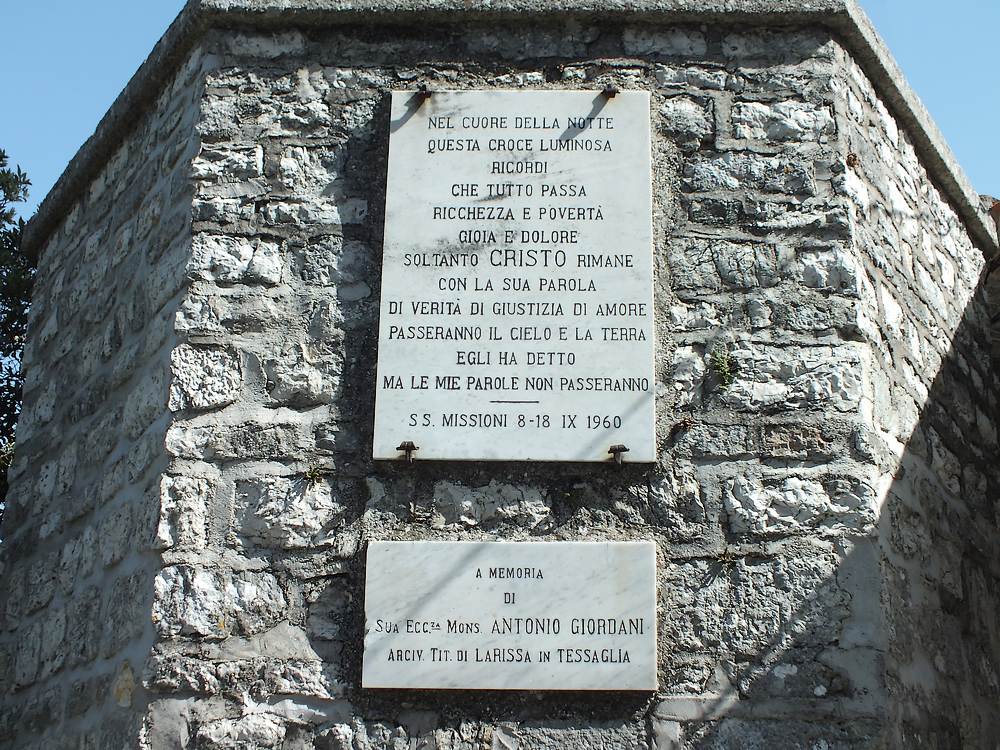 NEL CUORE DELLA NOTTE
QUESTA CROCE LUMINOSA
RICORDI
CHE TUTTO PASSA
RICCHEZZA E POVERTÀ
GIOIA E DOLORE
SOLTANTO CRISTO RIMANE
CON LA SUA PAROLA
DI VERITÀ DI GIUSTIZIA DI AMORE
PASSERANNO IL CIELO E LA TERRA
EGLI HA DETTO
MA LE MIE PAROLE NON PASSERANNO
SS. MISSIONI 8-18 IX 1960
A MEMORIA
DI
SUA ECC.ZA MONS. ANTONIO GIORDANI
ARCIV. TIT. DI LARISSA IN TESSAGLIA